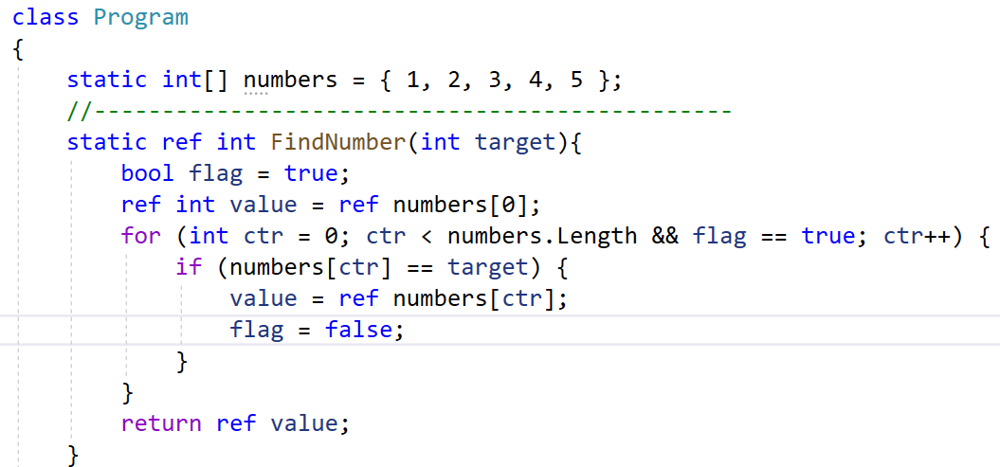 class Program
{
    static int[] numbers = { 1, 2, 3, 4, 5 };
    //-----------------------------------------------
    static ref int FindNumber(int target){
        bool flag = true;
        ref int value = ref numbers[0];
        for (int ctr = 0; ctr < numbers.Length && flag == true; ctr++) {
            if (numbers[ctr] == target) {
                value = ref numbers[ctr];
                flag = false;
            }
        }
        return ref value;
    }